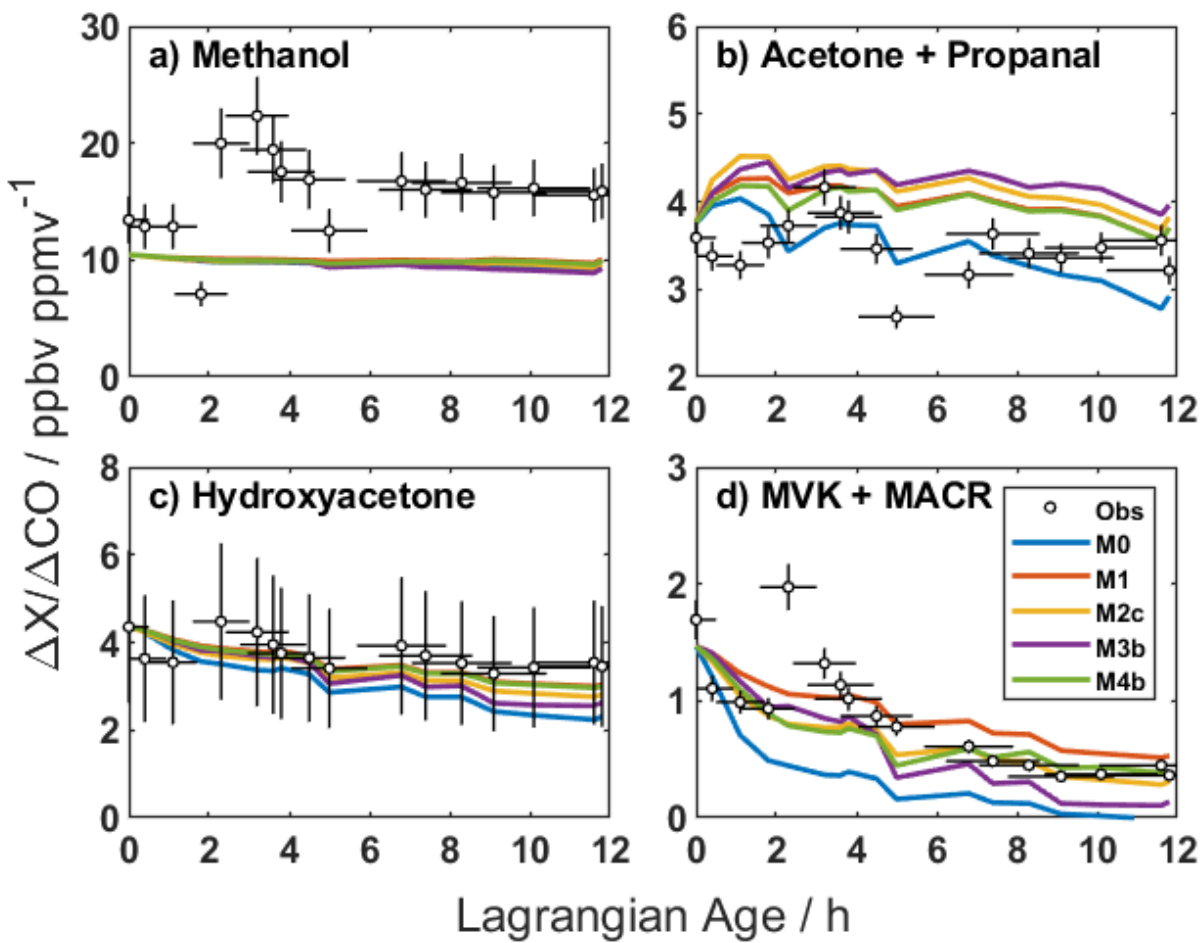 ΔX/ΔCO / ppbv ppmv⁻¹
a) Methanol
30
20
10
0
0 2 4 6 8 10 12
b) Acetone + Propanal
6
5
4
3
2
0 2 4 6 8 10 12
c) Hydroxyacetone
8
6
4
2
0
0 2 4 6 8 10 12
d) MVK + MACR
3
2
1
0
0 2 4 6 8 10 12
Obs
M0
M1
M2c
M3b
M4b
Lagrangian Age / h